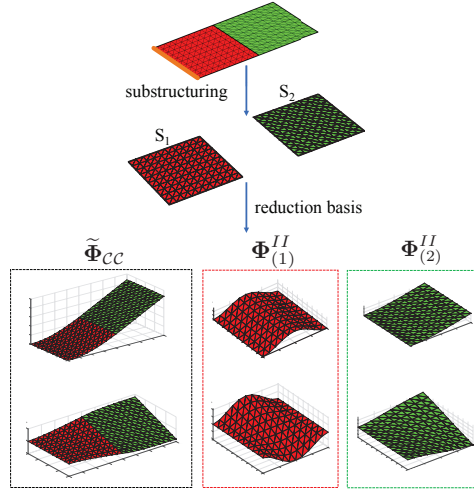 substructuring
S₂
S₁
reduction basis
Φ̃_{CC} Φ^{II}_{(1)} Φ^{II}_{(2)}